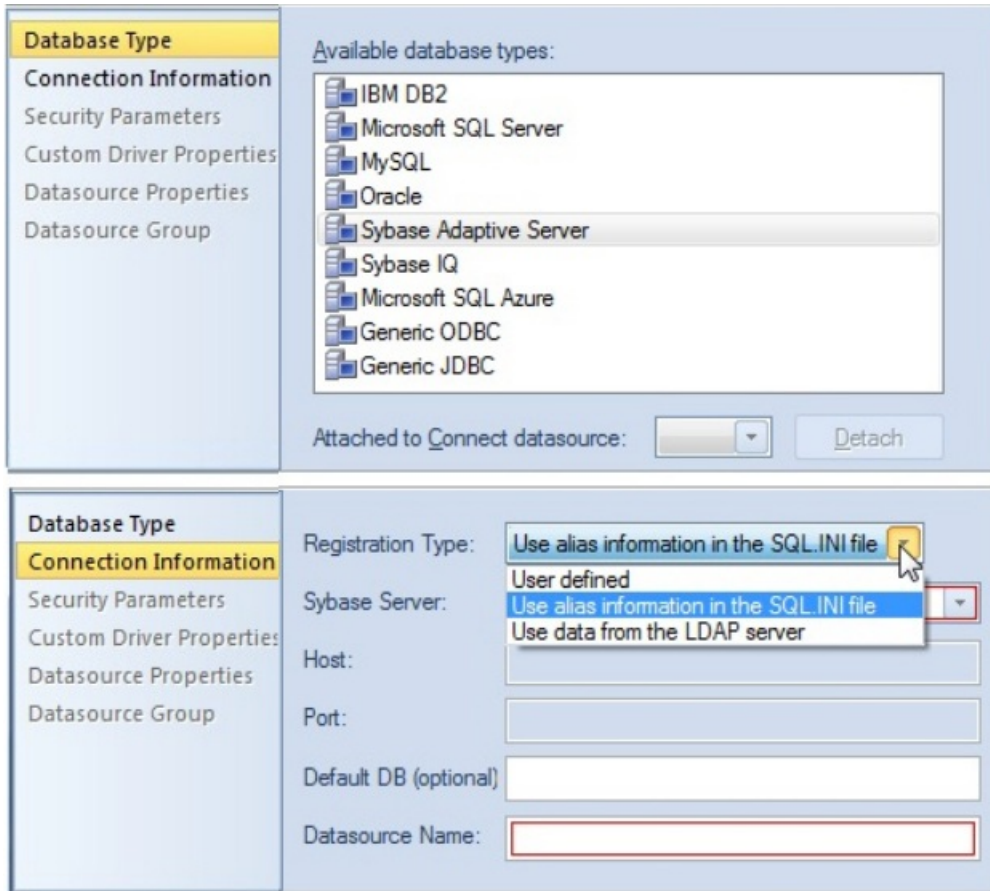 Database Type
Connection Information
Security Parameters
Custom Driver Properties
Datasource Properties
Datasource Group
Available database types:
IBM DB2
Microsoft SQL Server
MySQL
Oracle
Sybase Adaptive Server
Sybase IQ
Microsoft SQL Azure
Generic ODBC
Generic JDBC
Attached to Connect datasource:
Detach
Database Type
Connection Information
Security Parameters
Custom Driver Properties
Datasource Properties
Datasource Group
Registration Type:
Use alias information in the SQL.INI file
User defined
Use alias information in the SQL.INI file
Use data from the LDAP server
Sybase Server:
Host:
Port:
Default DB (optional)
Datasource Name: